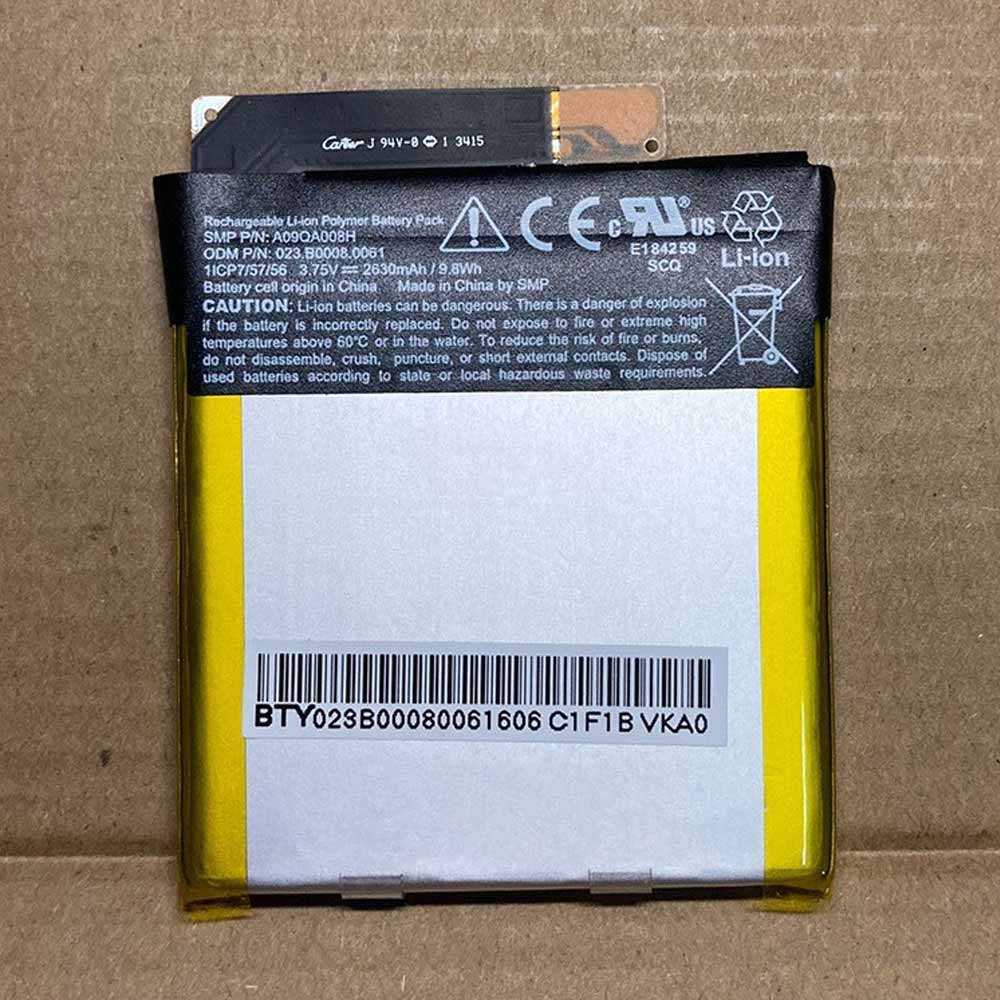 Carter J 94V-0 1 3415
Rechargeable Li-ion Polymer Battery Pack
SMP P/N: A09QA008H
ODM P/N: 023.B0008.0061
1ICP7/57/56 3.75V⎓2630mAh / 9.8Wh
Battery cell origin in China Made in China by SMP
CE c RU US
E184259
SCQ
Li-ion
CAUTION: Li-ion batteries can be dangerous. There is a danger of explosion
if the battery is incorrectly replaced. Do not expose to fire or extreme high
temperatures above 60℃ or in the water. To reduce the risk of fire or burns,
do not disassemble, crush, puncture, or short external contacts. Dispose of
used batteries according to state or local hazardous waste requirements.
BTY023B00080061606 C1F1B VKA0